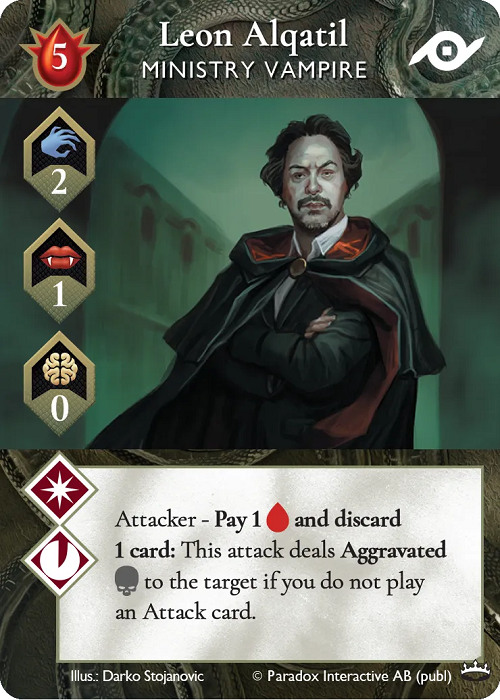 5
Leon Alqatil
MINISTRY VAMPIRE
2
1
0
Attacker - Pay 1 and discard
1 card: This attack deals Aggravated
to the target if you do not play
an Attack card.
Illus.: Darko Stojanovic © Paradox Interactive AB (publ)